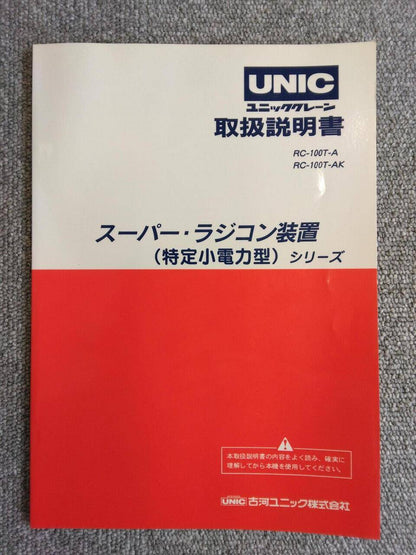 UNIC
ユニッククレーン
取扱説明書
RC-100T-A
RC-100T-AK
スーパー・ラジコン装置
（特定小電力型）シリーズ
本取扱説明書の内容をよく読み、確実に
理解してから本機を使用してください。
UNIC 古河ユニック株式会社